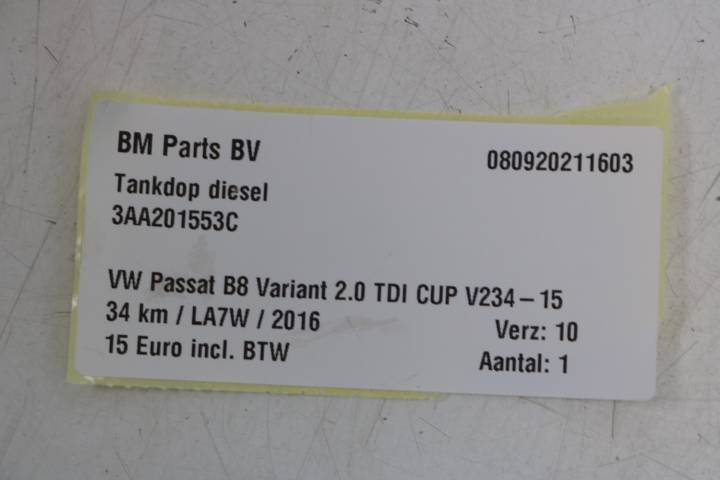 BM Parts BV
080920211603
Tankdop diesel
3AA201553C
VW Passat B8 Variant 2.0 TDI CUP V234-15
34 km / LA7W / 2016
Verz: 10
15 Euro incl. BTW
Aantal: 1